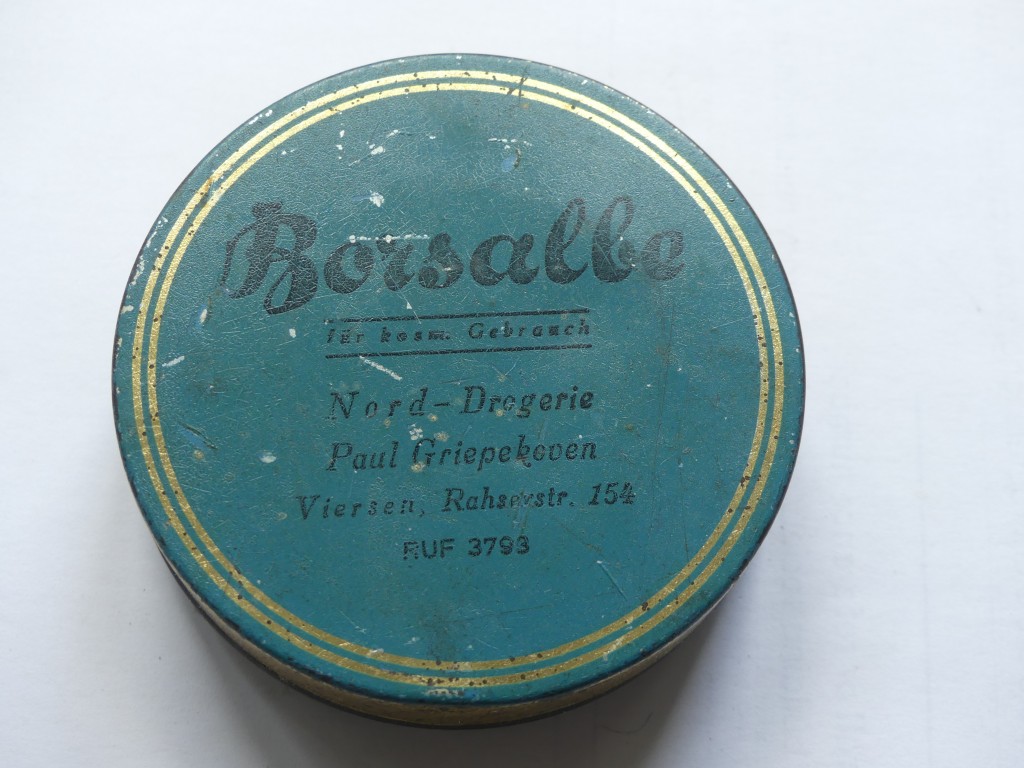 Borsalbe
für kosm. Gebrauch
Nord-Drogerie
Paul Griepekoven
Viersen, Rahserstr. 154
RUF 3793